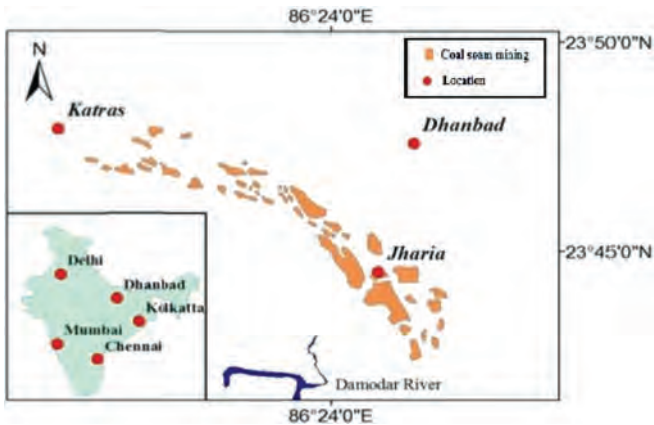 86°24'0"E
23°50'0"N
N
Coal seam mining
Location
Katras
Dhanbad
Jharia
23°45'0"N
Delhi
Dhanbad
Kolkatta
Mumbai
Chennai
Damodar River
86°24'0"E